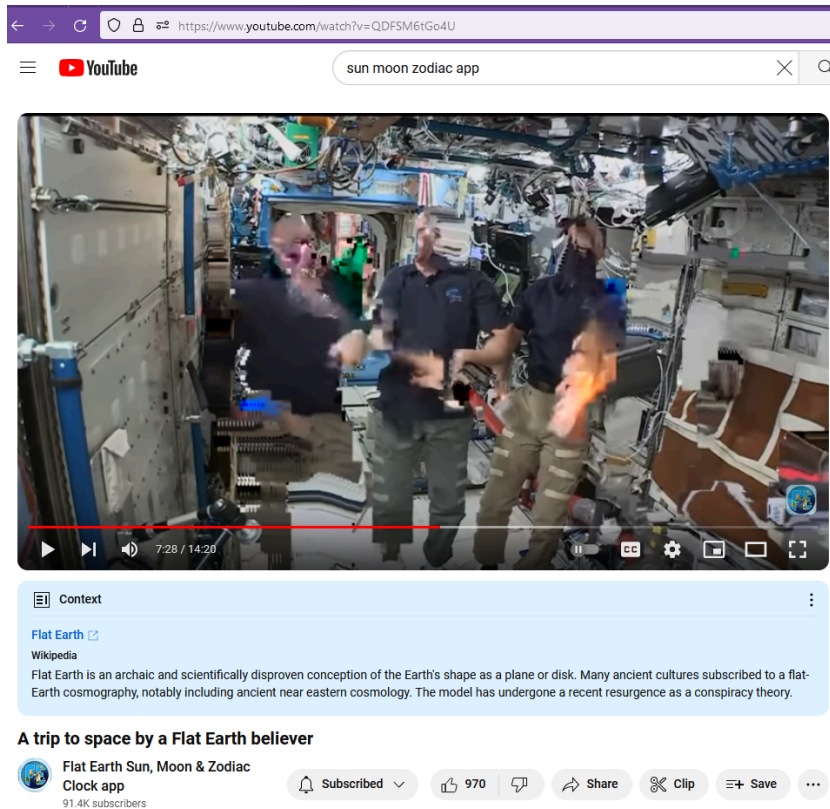 https://www.youtube.com/watch?v=QDFSM6tGo4U
YouTube
sun moon zodiac app
7:28 / 14:20
CC
Context
Flat Earth
Wikipedia
Flat Earth is an archaic and scientifically disproven conception of the Earth's shape as a plane or disk. Many ancient cultures subscribed to a flat-
Earth cosmography, notably including ancient near eastern cosmology. The model has undergone a recent resurgence as a conspiracy theory.
A trip to space by a Flat Earth believer
Flat Earth Sun, Moon & Zodiac
Clock app
91.4K subscribers
Subscribed
970
Share
Clip
Save